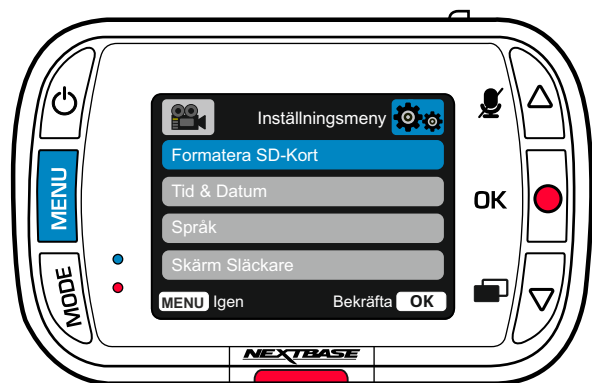 Inställningsmeny
Formatera SD-Kort
Tid & Datum
Språk
Skärm Släckare
MENU Igen Bekräfta OK
MENU
MODE
OK
NEXTBASE